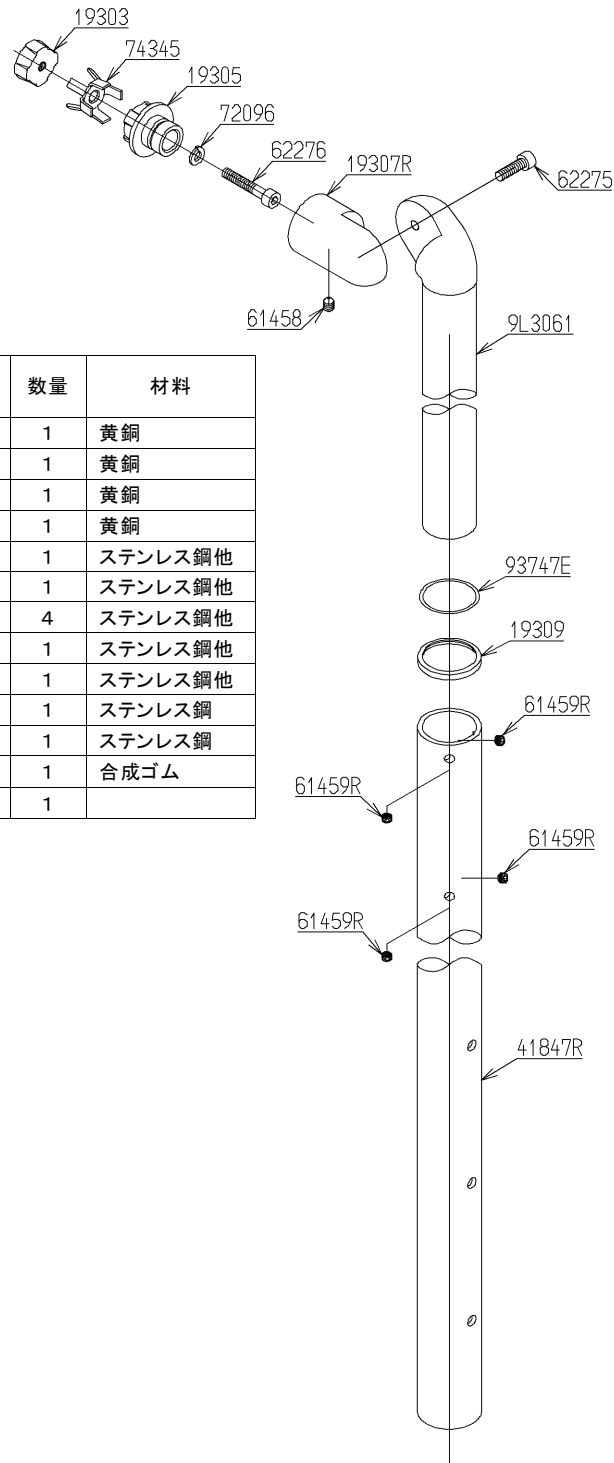 19303
74345
19305
72096
62276
19307R
62275
61458
9L3061
数量 材料
1 黄銅
1 黄銅
1 黄銅
1 黄銅
1 ステンレス鋼他
1 ステンレス鋼他
4 ステンレス鋼他
1 ステンレス鋼他
1 ステンレス鋼他
1 ステンレス鋼
1 ステンレス鋼
1 合成ゴム
1
93747E
19309
61459R
61459R
61459R
61459R
41847R